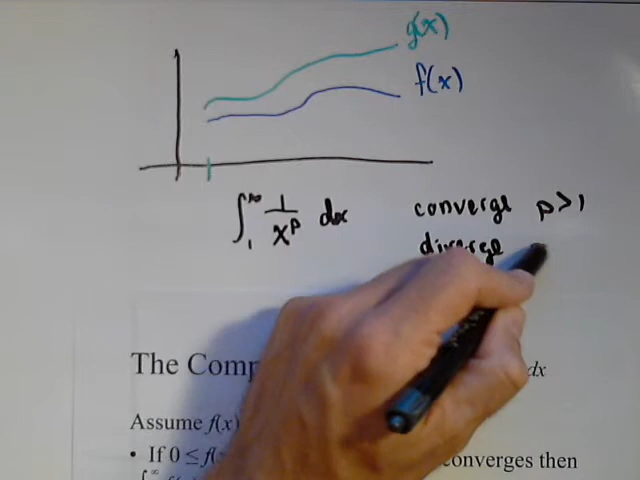 g(x)
f(x)
∫₁^∞ 1/x^p dx converge p>1
diverge
The Comp dx
Assume f(x)
• If 0 ≤ f( converges then
∫ ∞